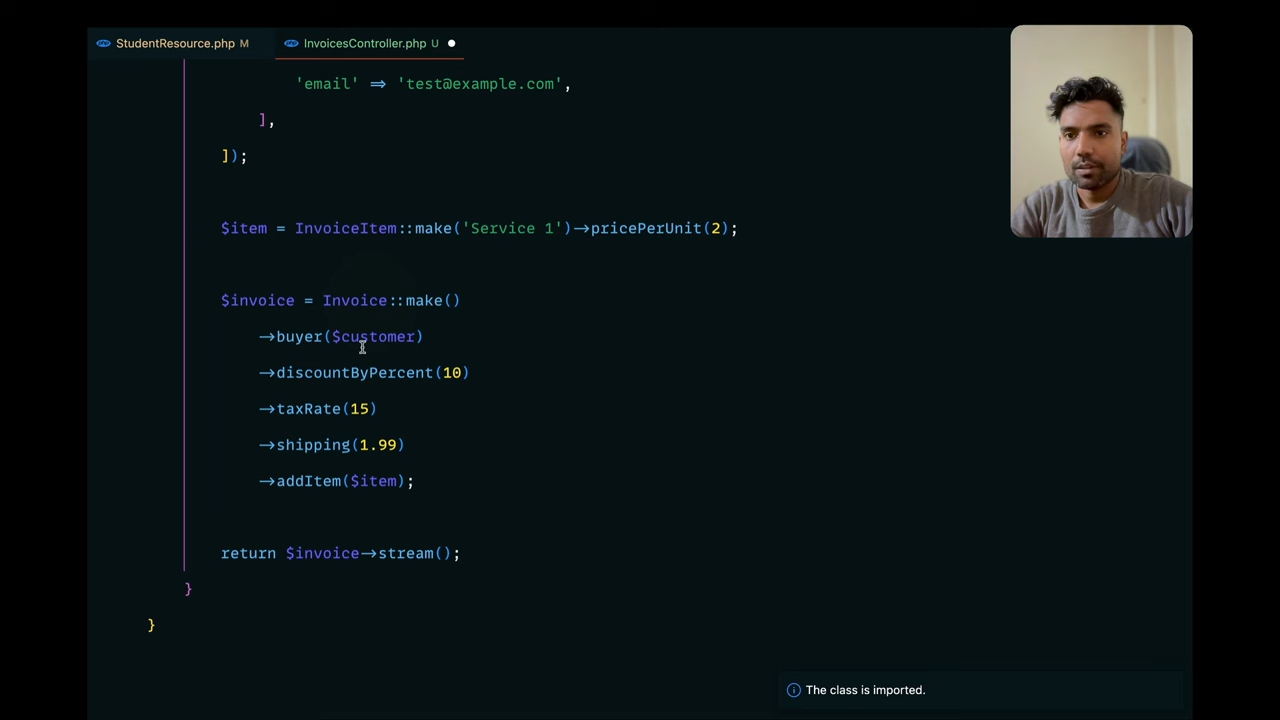 StudentResource.php M
InvoicesController.php U
'email' => 'test@example.com',
],
]);
$item = InvoiceItem::make('Service 1')->pricePerUnit(2);
$invoice = Invoice::make()
->buyer($customer)
->discountByPercent(10)
->taxRate(15)
->shipping(1.99)
->addItem($item);
return $invoice->stream();
}
}
The class is imported.